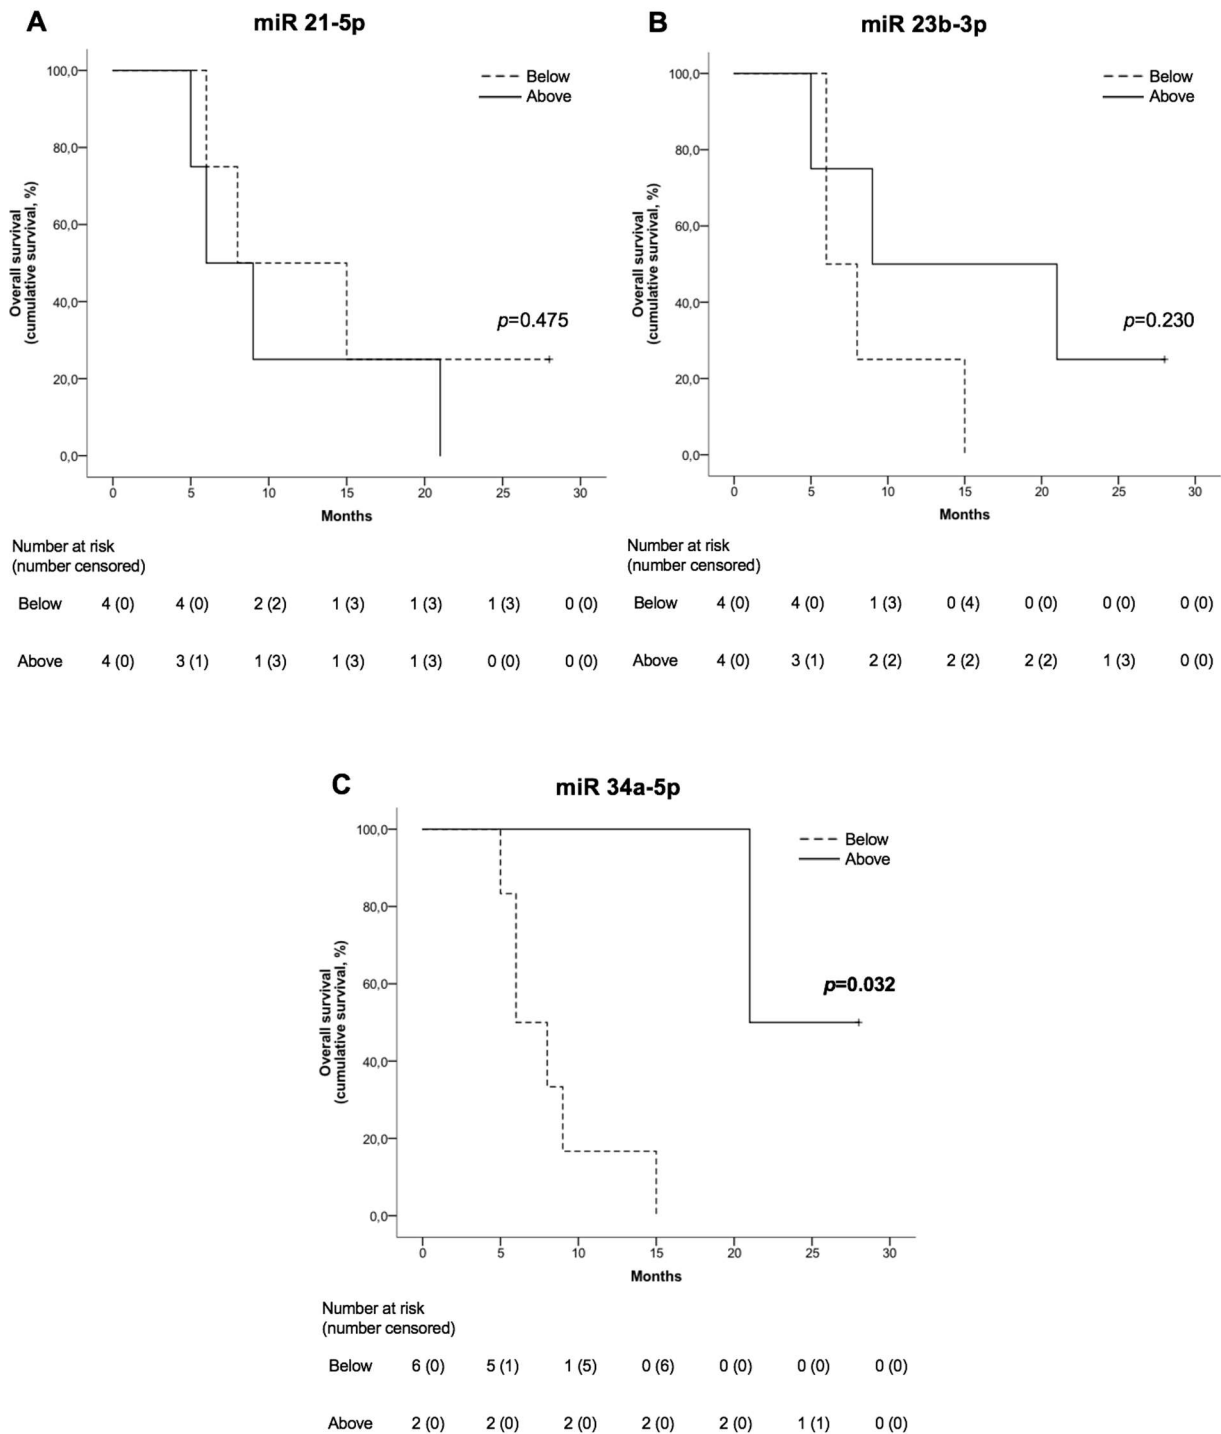 A
miR 21-5p
Below
Above
100,0
80,0
60,0
40,0
20,0
0,0
Overall survival
(cumulative survival, %)
p=0.475
0 5 10 15 20 25 30
Months
Number at risk
(number censored)
Below 4 (0) 4 (0) 2 (2) 1 (3) 1 (3) 1 (3) 0 (0)
Above 4 (0) 3 (1) 1 (3) 1 (3) 1 (3) 0 (0) 0 (0)
B
miR 23b-3p
Below
Above
100,0
80,0
60,0
40,0
20,0
0,0
Overall survival
(cumulative survival, %)
p=0.230
0 5 10 15 20 25 30
Months
Number at risk
(number censored)
Below 4 (0) 4 (0) 1 (3) 0 (4) 0 (0) 0 (0) 0 (0)
Above 4 (0) 3 (1) 2 (2) 2 (2) 2 (2) 1 (3) 0 (0)
C
miR 34a-5p
Below
Above
100,0
80,0
60,0
40,0
20,0
0,0
Overall survival
(cumulative survival, %)
p=0.032
0 5 10 15 20 25 30
Months
Number at risk
(number censored)
Below 6 (0) 5 (1) 1 (5) 0 (6) 0 (0) 0 (0) 0 (0)
Above 2 (0) 2 (0) 2 (0) 2 (0) 2 (0) 1 (1) 0 (0)